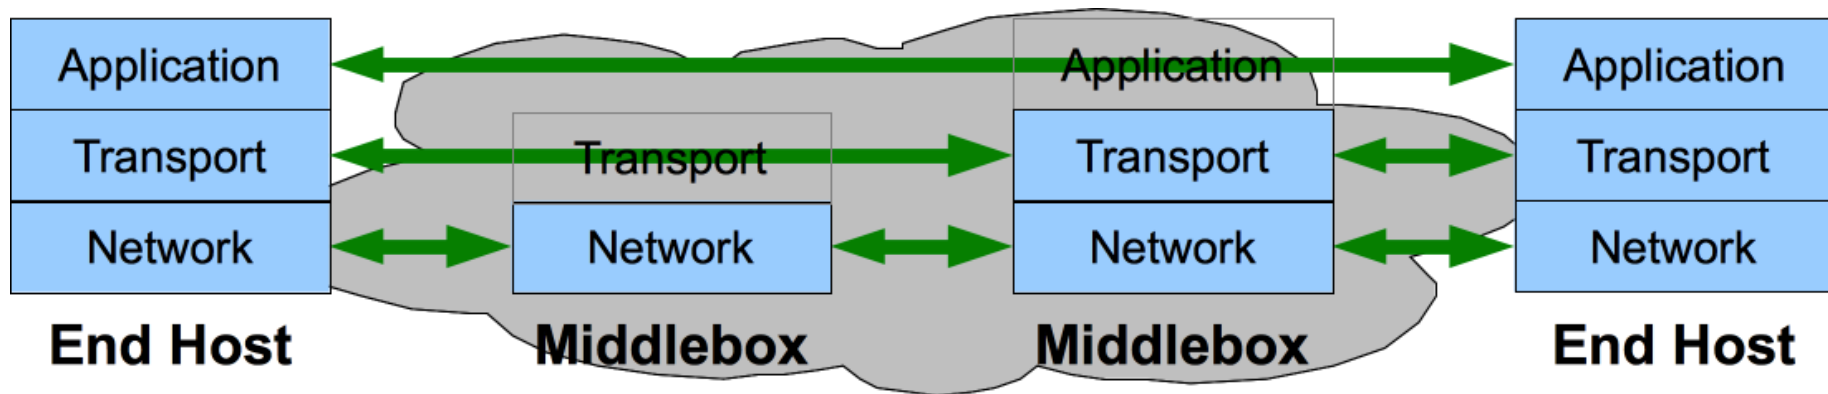 Application
Application
Application
Transport
Transport
Transport
Transport
Network
Network
Network
Network
End Host
Middlebox
Middlebox
End Host